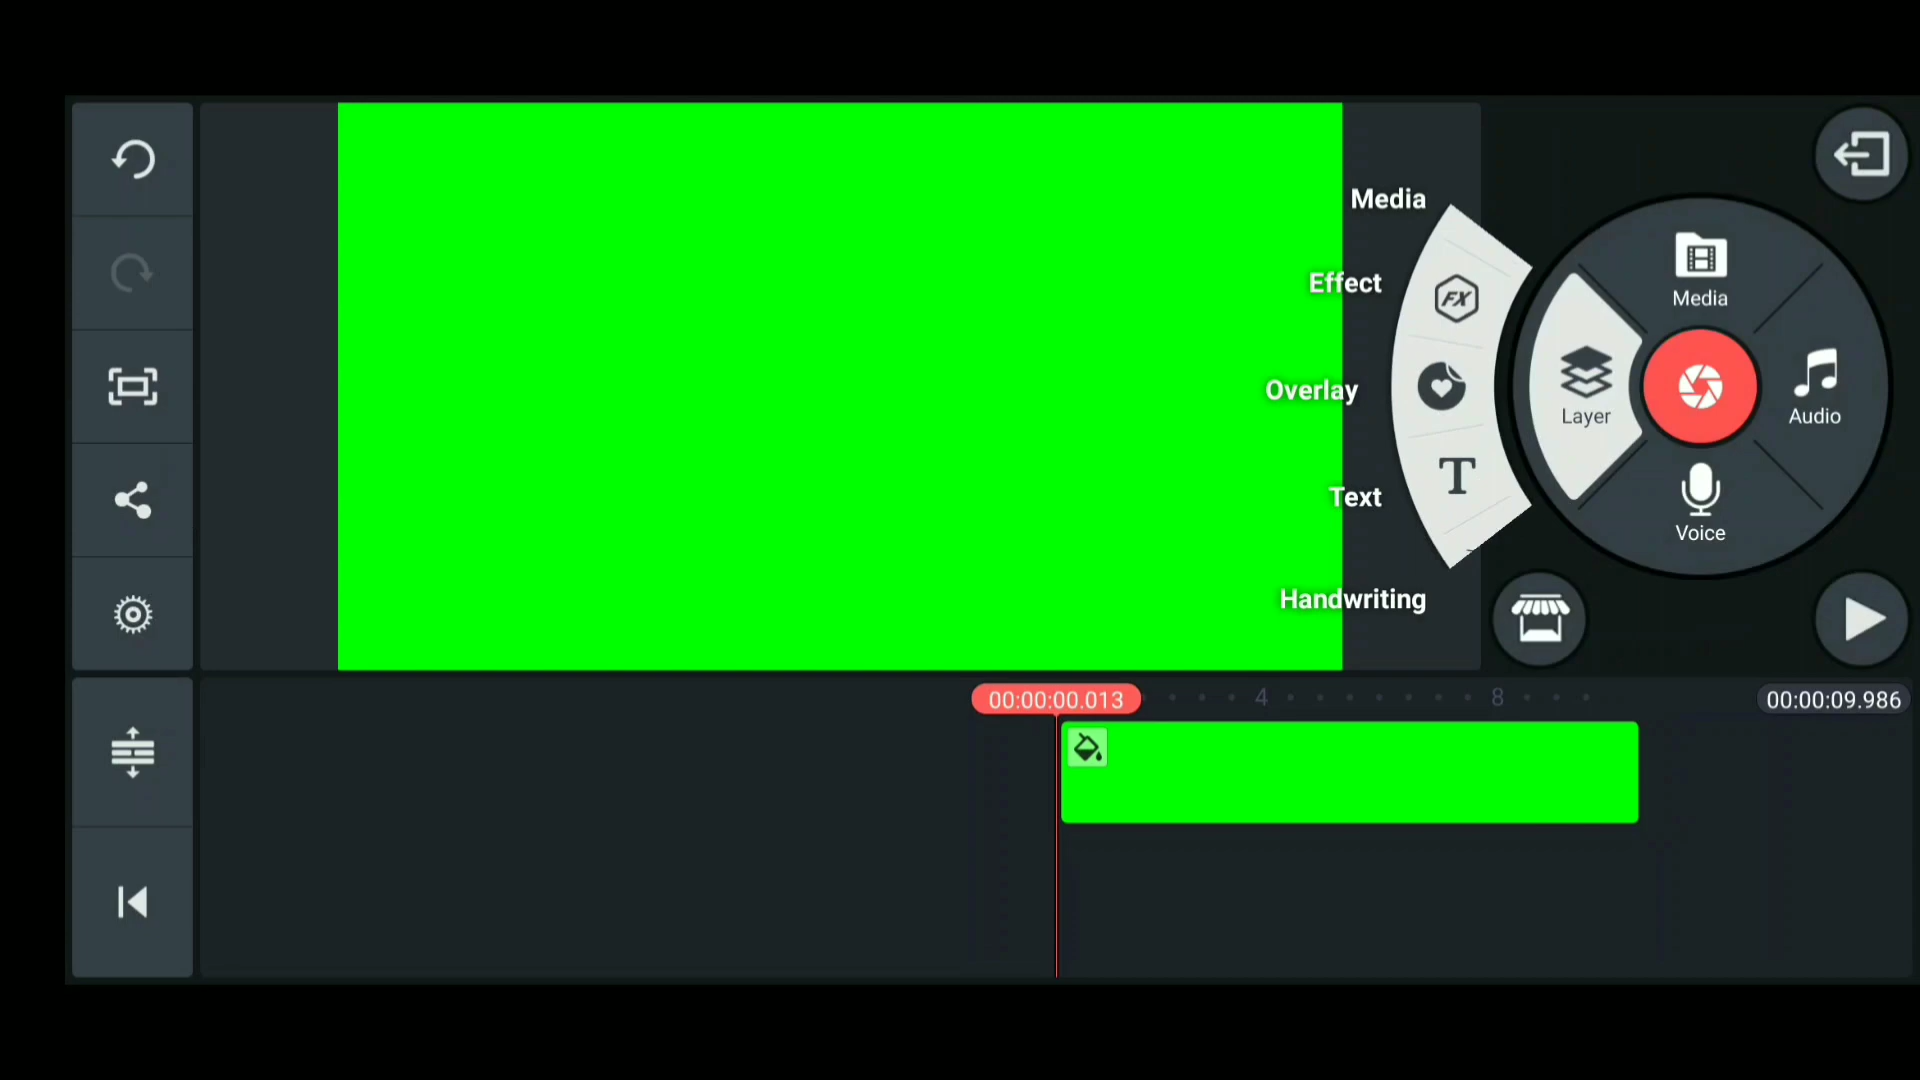 Media
Effect
Overlay
Text
Handwriting
FX
T
Media
Layer
Audio
Voice
00:00:00.013
4
8
00:00:09.986